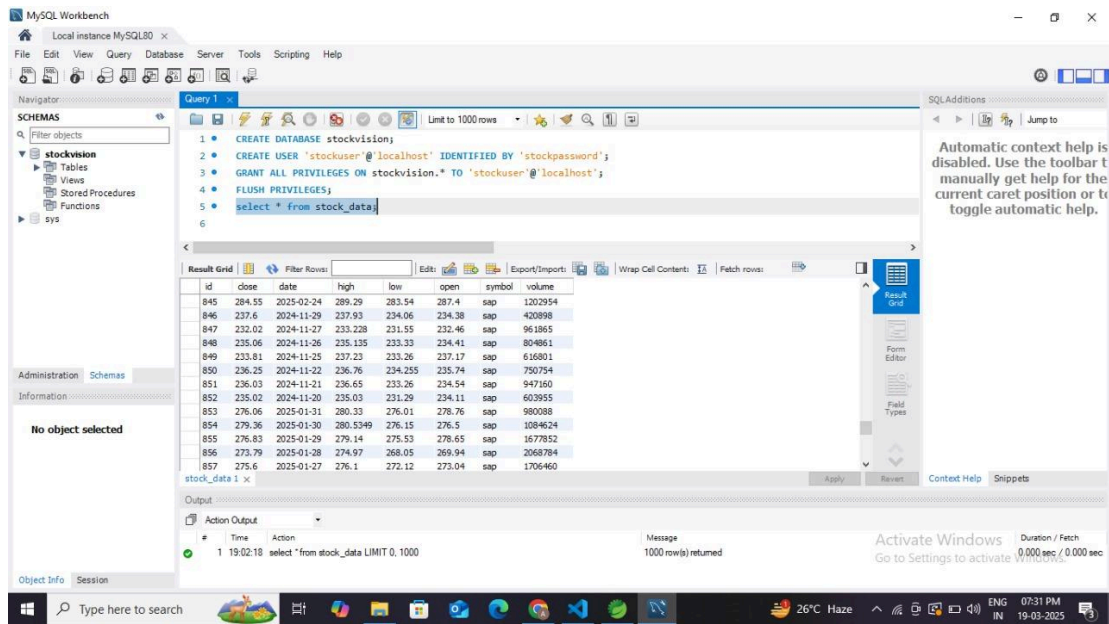 MySQL Workbench
Local instance MySQL80
File Edit View Query Database Server Tools Scripting Help
Navigator
SCHEMAS
Filter objects
stockvision
Tables
Views
Stored Procedures
Functions
sys
Administration Schemas
Information
No object selected
Object Info Session
Query 1
Limit to 1000 rows
1 CREATE DATABASE stockvision;
2 CREATE USER 'stockuser'@'localhost' IDENTIFIED BY 'stockpassword';
3 GRANT ALL PRIVILEGES ON stockvision.* TO 'stockuser'@'localhost';
4 FLUSH PRIVILEGES;
5 select * from stock_data;
6
Result Grid Filter Rows: Edit: Export/Import: Wrap Cell Content: Fetch rows:
id close date high low open symbol volume
845 284.55 2025-02-24 289.29 283.54 287.4 sap 1202954
846 237.6 2024-11-29 237.93 234.06 234.38 sap 420898
847 232.02 2024-11-27 233.228 231.55 232.46 sap 961865
848 235.06 2024-11-26 235.135 233.33 234.41 sap 804861
849 233.81 2024-11-25 237.23 233.26 237.17 sap 616801
850 236.25 2024-11-22 236.76 234.255 235.74 sap 750754
851 236.03 2024-11-21 236.65 233.26 234.54 sap 947160
852 235.02 2024-11-20 235.03 231.29 234.11 sap 603955
853 276.06 2025-01-31 280.33 276.01 278.76 sap 980088
854 279.36 2025-01-30 280.5349 276.15 276.5 sap 1084624
855 276.83 2025-01-29 279.14 275.53 278.65 sap 1677852
856 273.79 2025-01-28 274.97 268.05 269.94 sap 2068784
857 275.6 2025-01-27 276.1 272.12 273.04 sap 1706460
Result
Grid
Form
Editor
Field
Types
stock_data 1
Apply Revert
SQLAdditions
Jump to
Automatic context help is
disabled. Use the toolbar t
manually get help for the
current caret position or to
toggle automatic help.
Context Help Snippets
Output
Action Output
# Time Action Message Duration / Fetch
1 19:02:18 select * from stock_data LIMIT 0, 1000 1000 row(s) returned 0.000 sec / 0.000 sec
Activate Windows
Go to Settings to activate Windows.
Type here to search
26°C Haze
ENG
IN
07:31 PM
19-03-2025